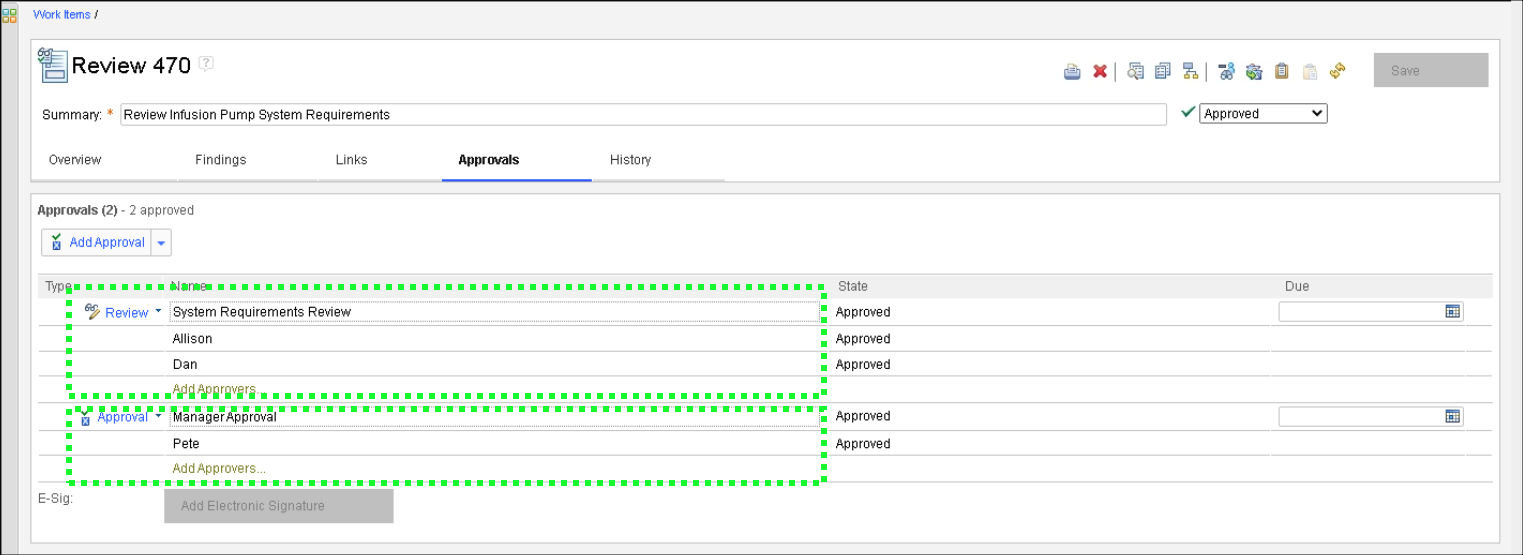 Work Items /
Review 470 ?
Save
Summary: * Review Infusion Pump System Requirements Approved
Overview Findings Links Approvals History
Approvals (2) - 2 approved
Add Approval
Type Name State Due
Review System Requirements Review Approved
Allison Approved
Dan Approved
Add Approvers...
Approval Manager Approval Approved
Pete Approved
Add Approvers...
E-Sig: Add Electronic Signature